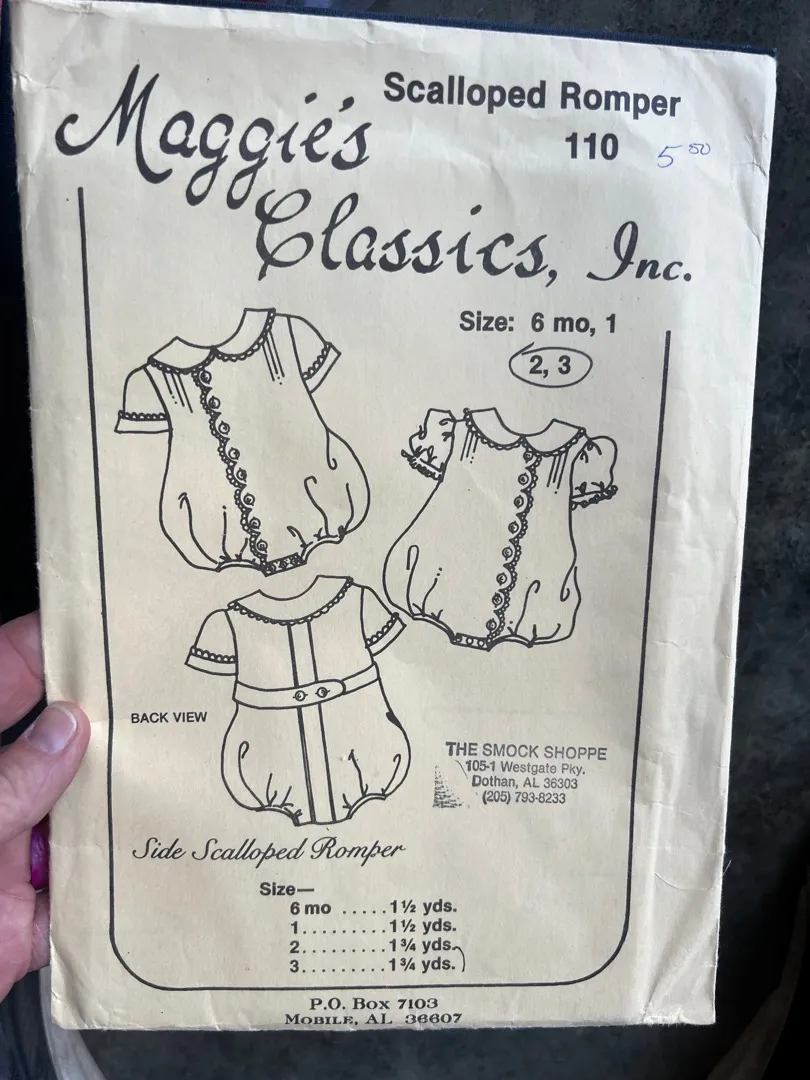 Scalloped Romper
110
5 50
Maggie's
Classics, Inc.
Size: 6 mo, 1
2, 3
BACK VIEW
THE SMOCK SHOPPE
105-1 Westgate Pky.
Dothan, AL 36303
(205) 793-8233
Side Scalloped Romper
Size—
6 mo .....1½ yds.
1.........1½ yds.
2.........1¾ yds.
3.........1¾ yds.
P.O. Box 7103
Mobile, AL 36607